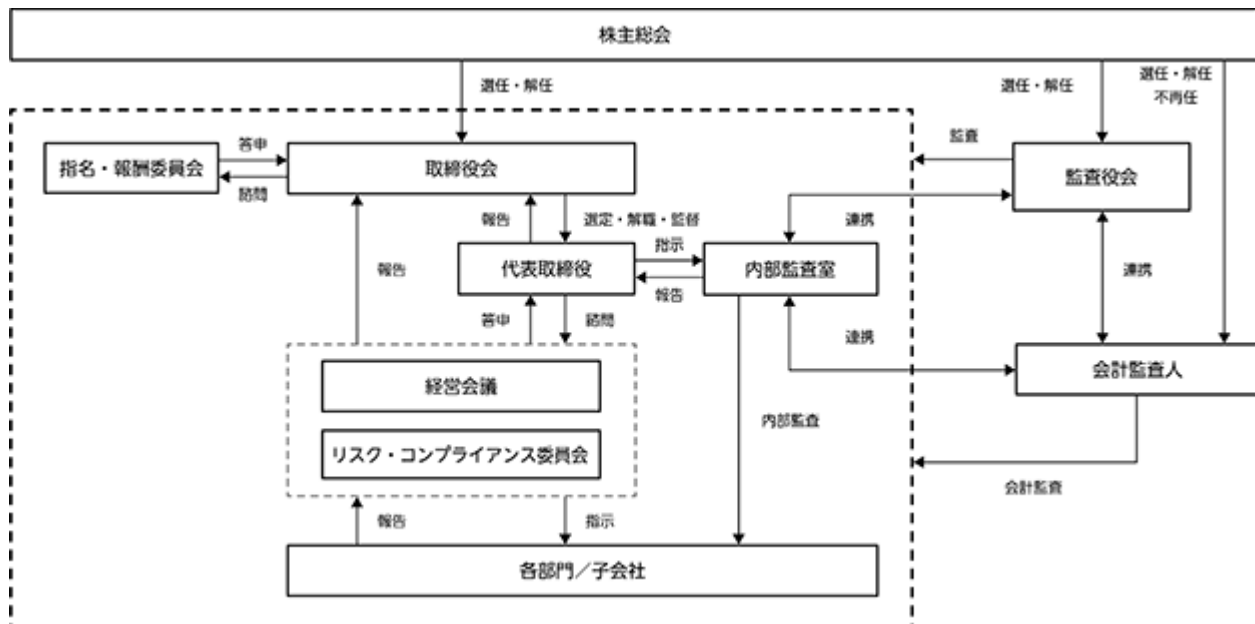 株主総会
選任・解任
選任・解任
選任・解任
不再任
指名・報酬委員会
答申
諮問
取締役会
監査
監査役会
報告
選定・解職・監督
連携
代表取締役
指示
報告
内部監査室
報告
連携
答申
諮問
連携
会計監査人
経営会議
内部監査
リスク・コンプライアンス委員会
会計監査
報告
指示
各部門／子会社